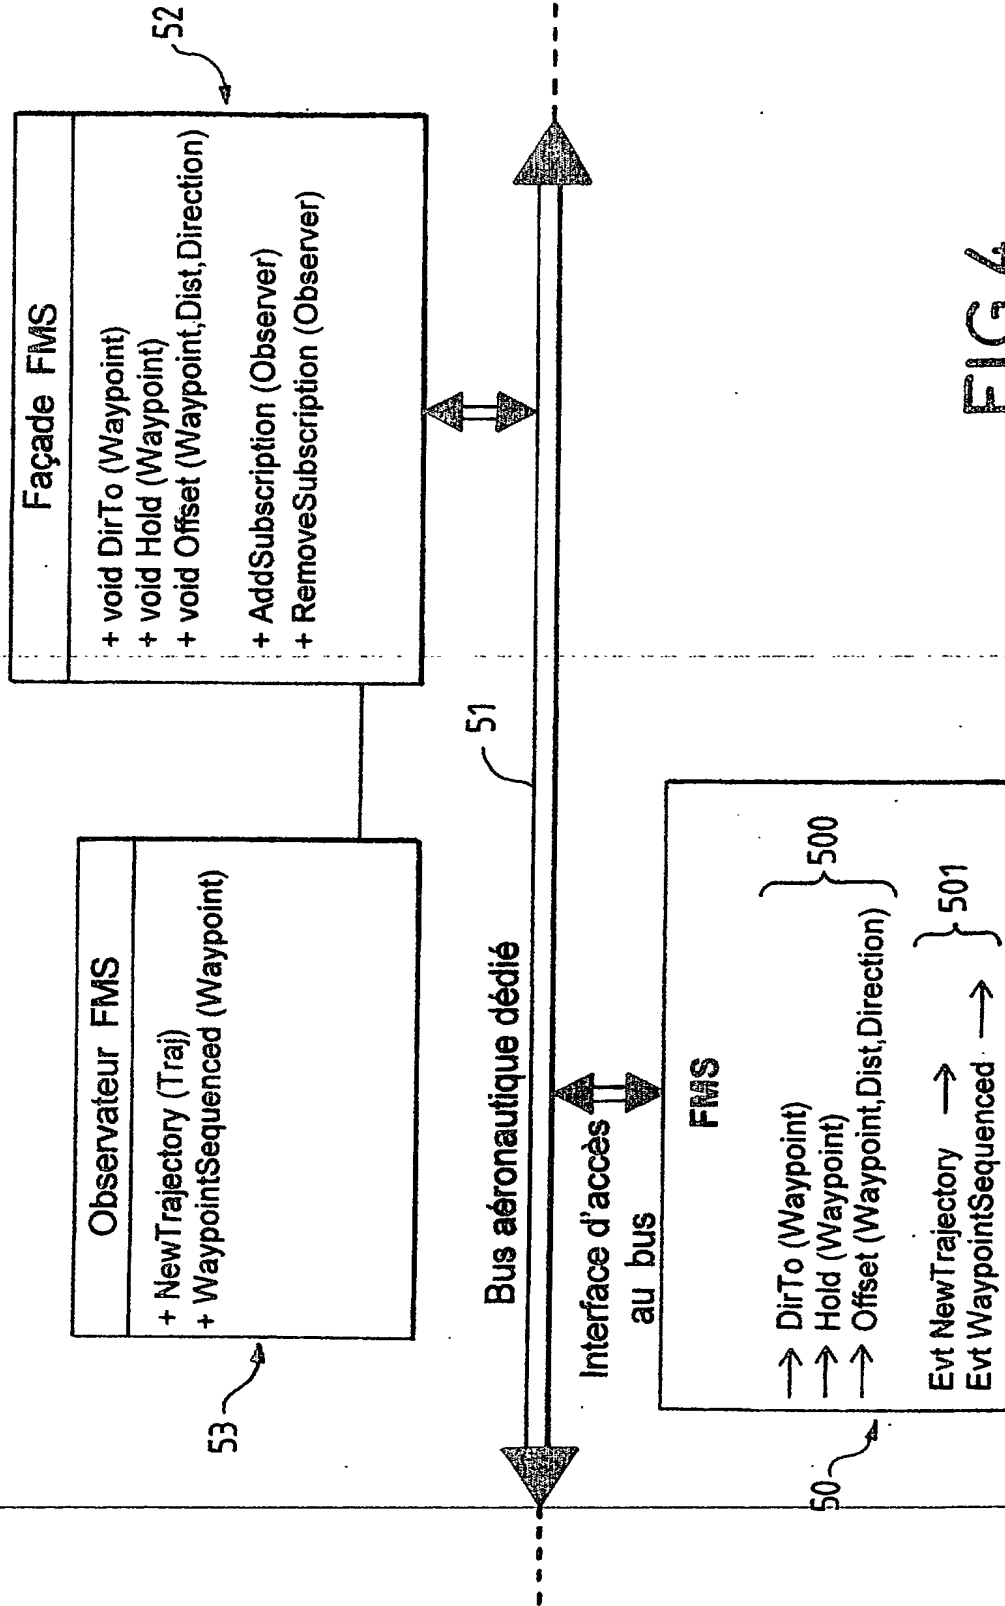 Observateur FMS
+ NewTrajectory (Traj)
+ WaypointSequenced (Waypoint)
53
Façade FMS
+ void DirTo (Waypoint)
+ void Hold (Waypoint)
+ void Offset (Waypoint,Dist,Direction)
+ AddSubscription (Observer)
+ RemoveSubscription (Observer)
52
Bus aéronautique dédié
51
Interface d'accès
au bus
FMS
→ DirTo (Waypoint)
→ Hold (Waypoint)
→ Offset (Waypoint,Dist,Direction)
500
Evt NewTrajectory →
Evt WaypointSequenced →
501
50
FIG.4